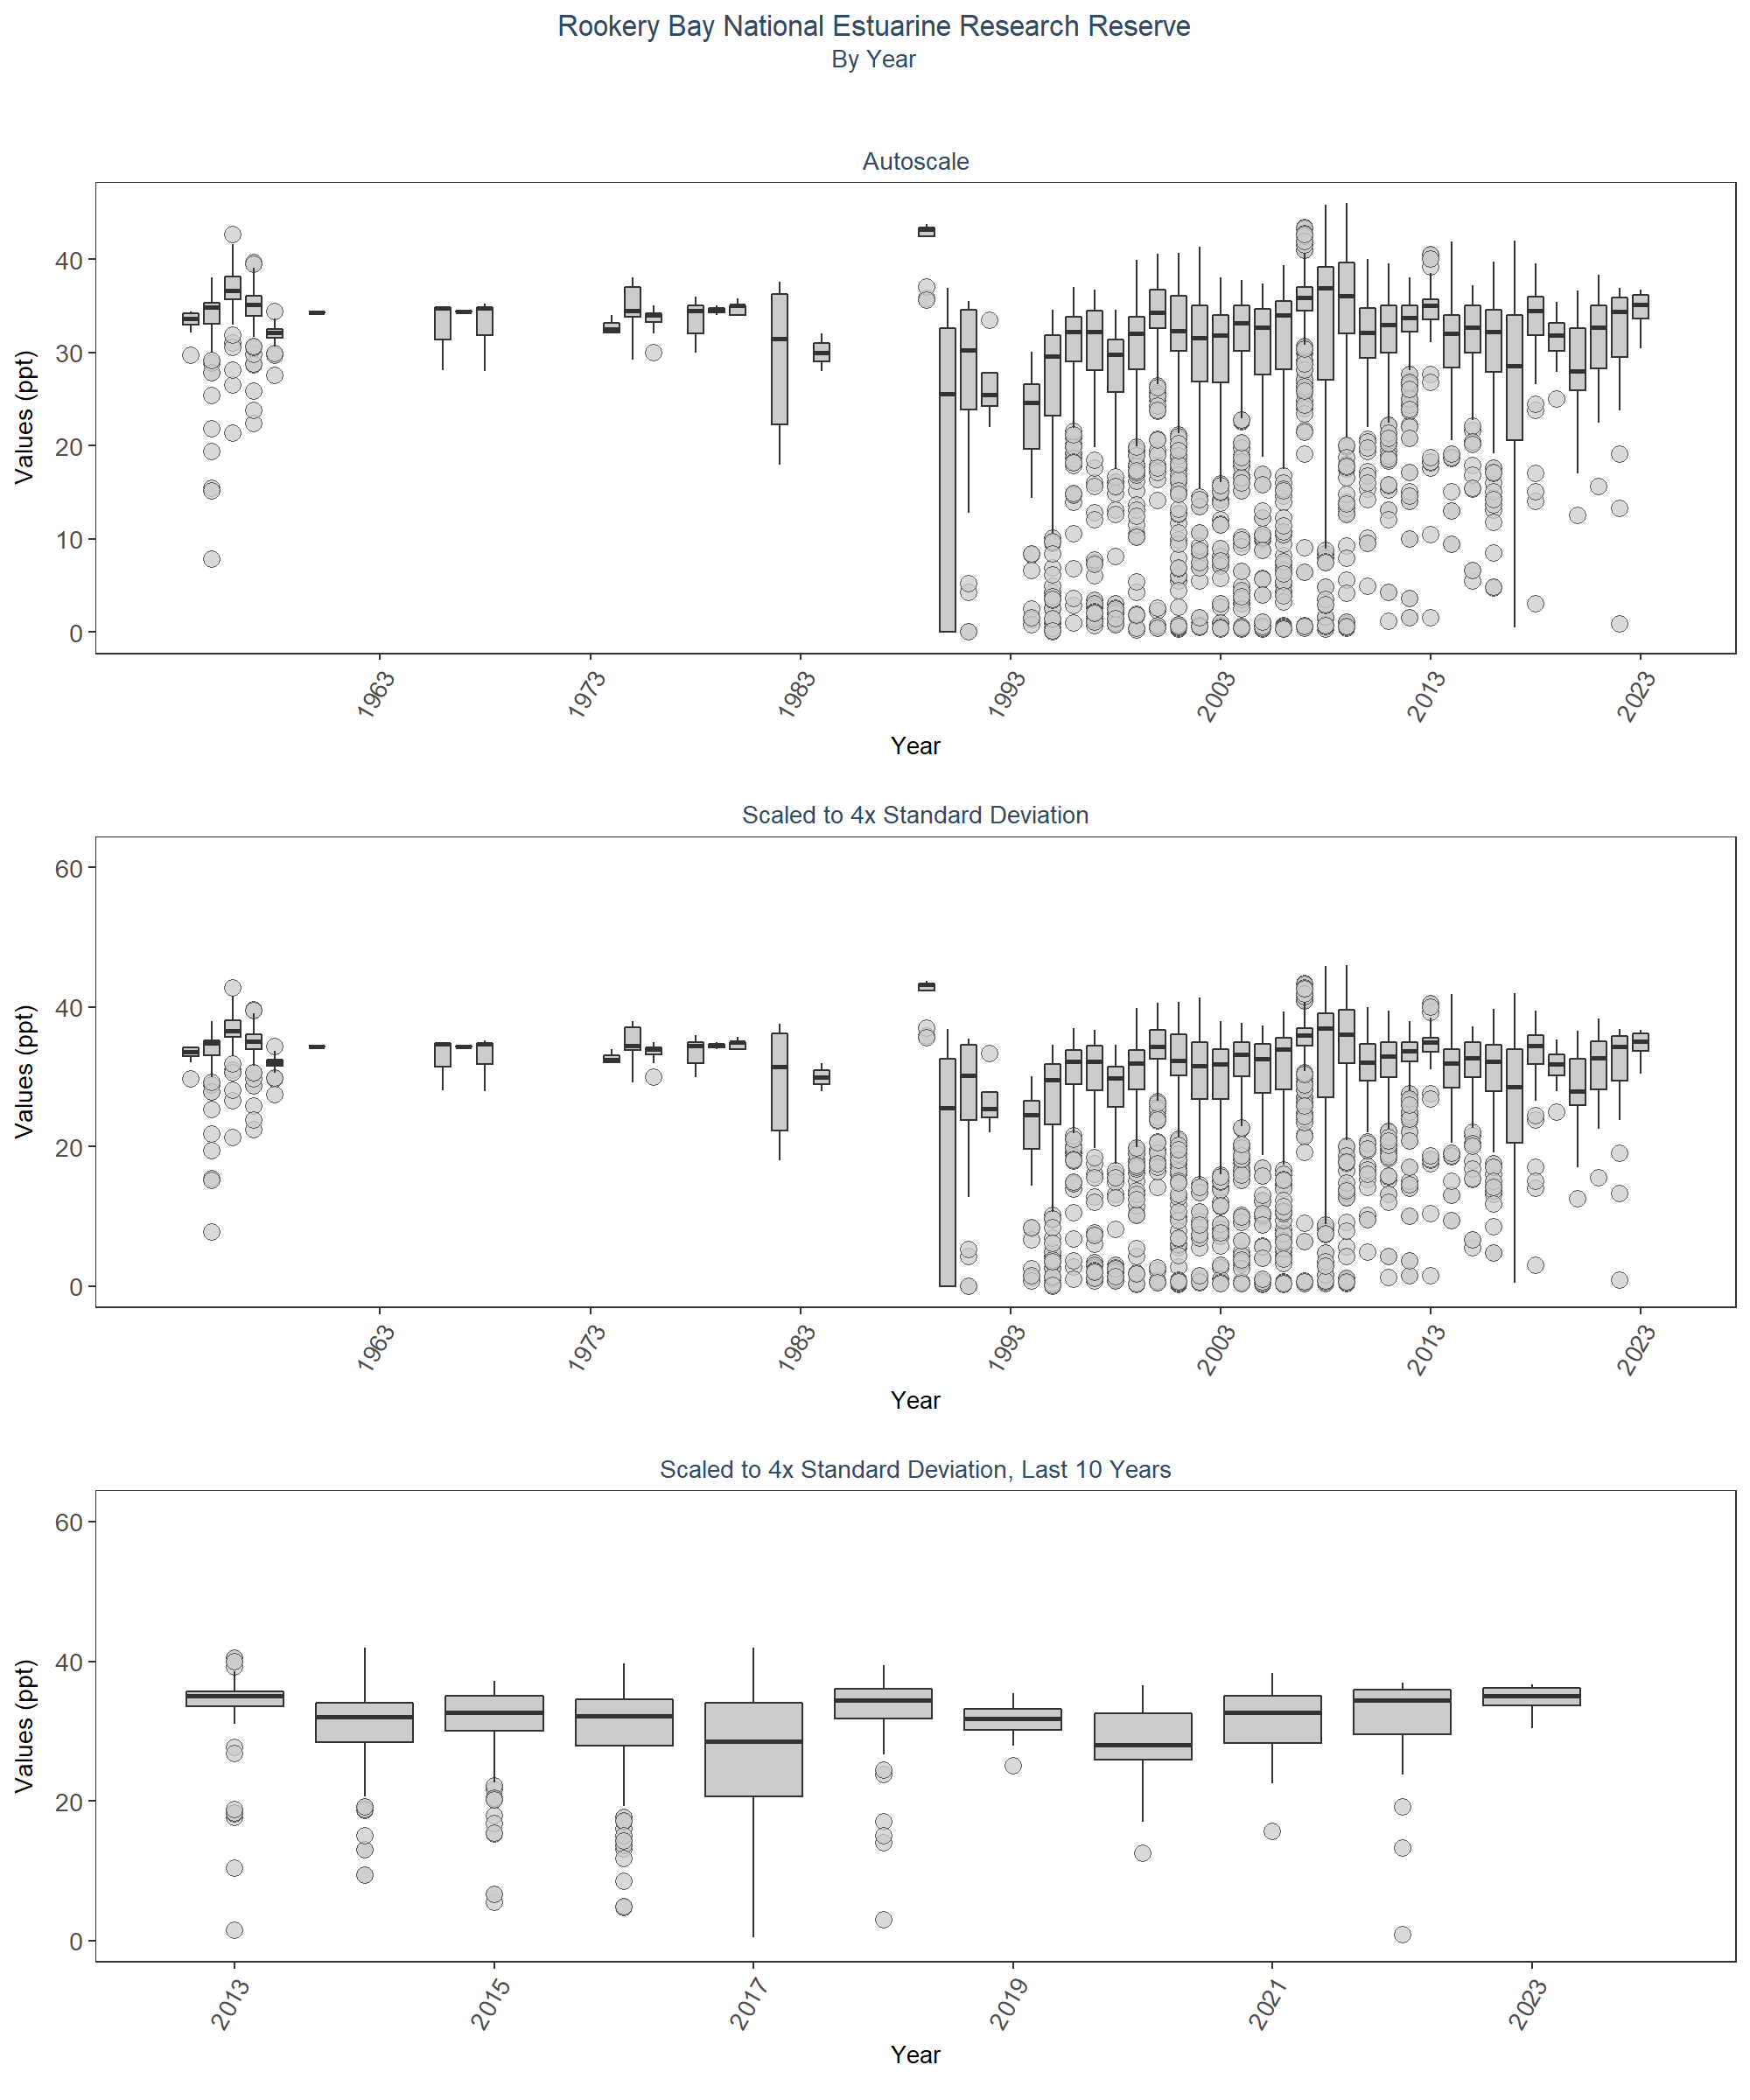 Rookery Bay National Estuarine Research Reserve
By Year
Autoscale
Values (ppt)
40
30
20
10
0
1963 1973 1983 1993 2003 2013 2023
Year
Scaled to 4x Standard Deviation
Values (ppt)
60
40
20
0
1963 1973 1983 1993 2003 2013 2023
Year
Scaled to 4x Standard Deviation, Last 10 Years
Values (ppt)
60
40
20
0
2013 2015 2017 2019 2021 2023
Year